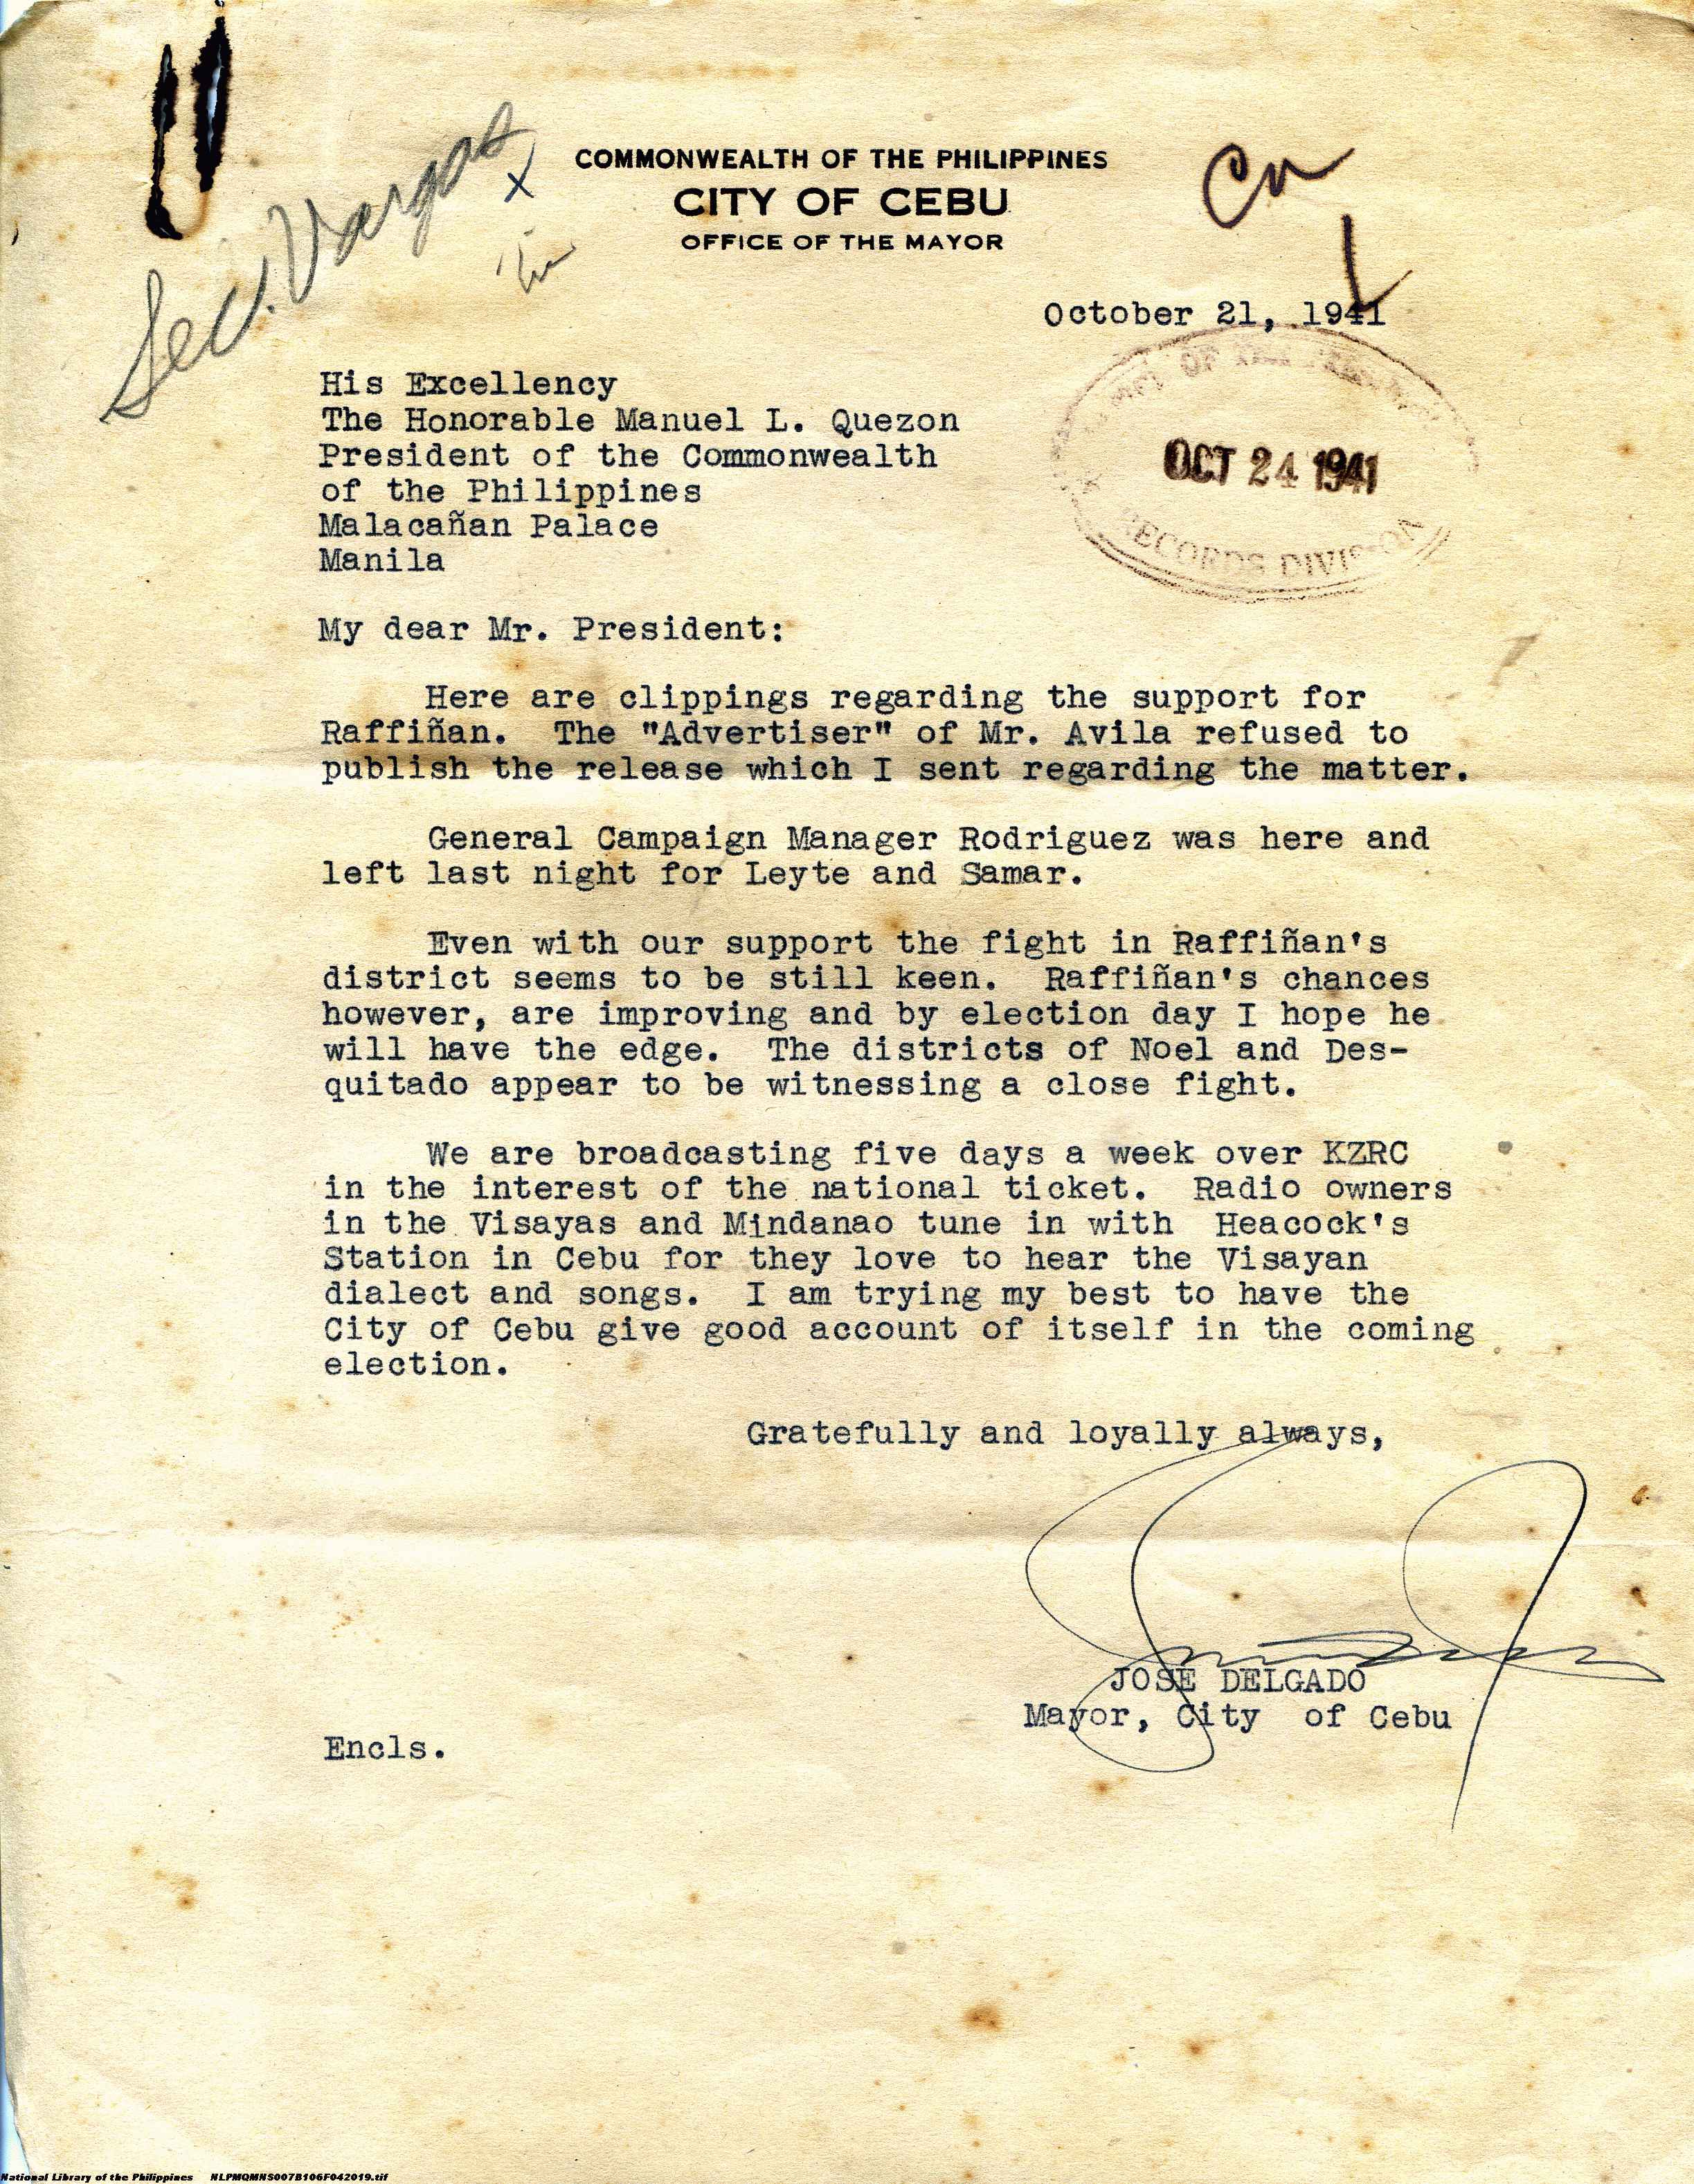 Sec. Vargas
x
COMMONWEALTH OF THE PHILIPPINES
CITY OF CEBU
OFFICE OF THE MAYOR
October 21, 1941
His Excellency
The Honorable Manuel L. Quezon
President of the Commonwealth
of the Philippines
Malacañan Palace
Manila
OCT 24 1941
RECORDS DIVISION
My dear Mr. President:
Here are clippings regarding the support for
Raffiñan. The "Advertiser" of Mr. Avila refused to
publish the release which I sent regarding the matter.
General Campaign Manager Rodriguez was here and
left last night for Leyte and Samar.
Even with our support the fight in Raffiñan's
district seems to be still keen. Raffiñan's chances
however, are improving and by election day I hope he
will have the edge. The districts of Noel and Des-
quitado appear to be witnessing a close fight.
We are broadcasting five days a week over KZRC
in the interest of the national ticket. Radio owners
in the Visayas and Mindanao tune in with Heacock's
Station in Cebu for they love to hear the Visayan
dialect and songs. I am trying my best to have the
City of Cebu give good account of itself in the coming
election.
Gratefully and loyally always,
JOSE DELGADO
Mayor, City of Cebu
Encls.
National Library of the Philippines NLPMQMNS007B106F042019.tif